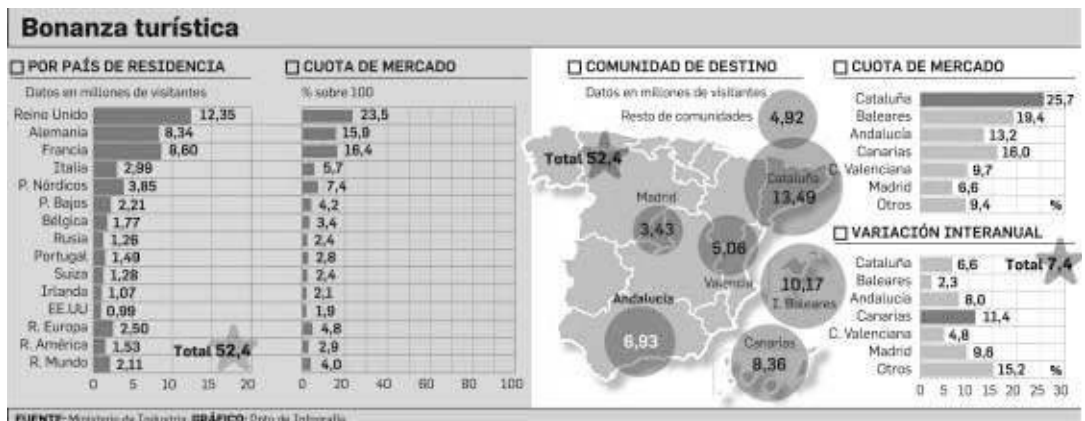 Bonanza turística
POR PAÍS DE RESIDENCIA
Datos en millones de visitantes
Reino Unido 12,35
Alemania 8,34
Francia 8,60
Italia 2,99
P. Nórdicos 3,85
P. Bajos 2,21
Bélgica 1,77
Rusia 1,26
Portugal 1,49
Suiza 1,28
Irlanda 1,07
EE.UU 0,99
R. Europa 2,50
R. América 1,53
R. Mundo 2,11
Total 52,4
0 5 10 15 20
CUOTA DE MERCADO
% sobre 100
23,5
15,9
16,4
5,7
7,4
4,2
3,4
2,4
2,8
2,4
2,1
1,9
4,8
2,9
4,0
0 20 40 60 80 100
COMUNIDAD DE DESTINO
Datos en millones de visitantes
Resto de comunidades 4,92
Total 52,4
Cataluña
13,49
Madrid
3,43
5,06
Valencia
10,17
I. Baleares
Andalucía
6,93
Canarias
8,36
CUOTA DE MERCADO
Cataluña 25,7
Baleares 19,4
Andalucía 13,2
Canarias 16,0
C. Valenciana 9,7
Madrid 6,6
Otros 9,4 %
VARIACIÓN INTERANUAL
Cataluña 6,6 Total 7,4
Baleares 2,3
Andalucía 8,0
Canarias 11,4
C. Valenciana 4,8
Madrid 9,6
Otros 15,2 %
0 5 10 15 20 25 30
FUENTE: Ministerio de Industria GRÁFICO: Dpto de Infografía